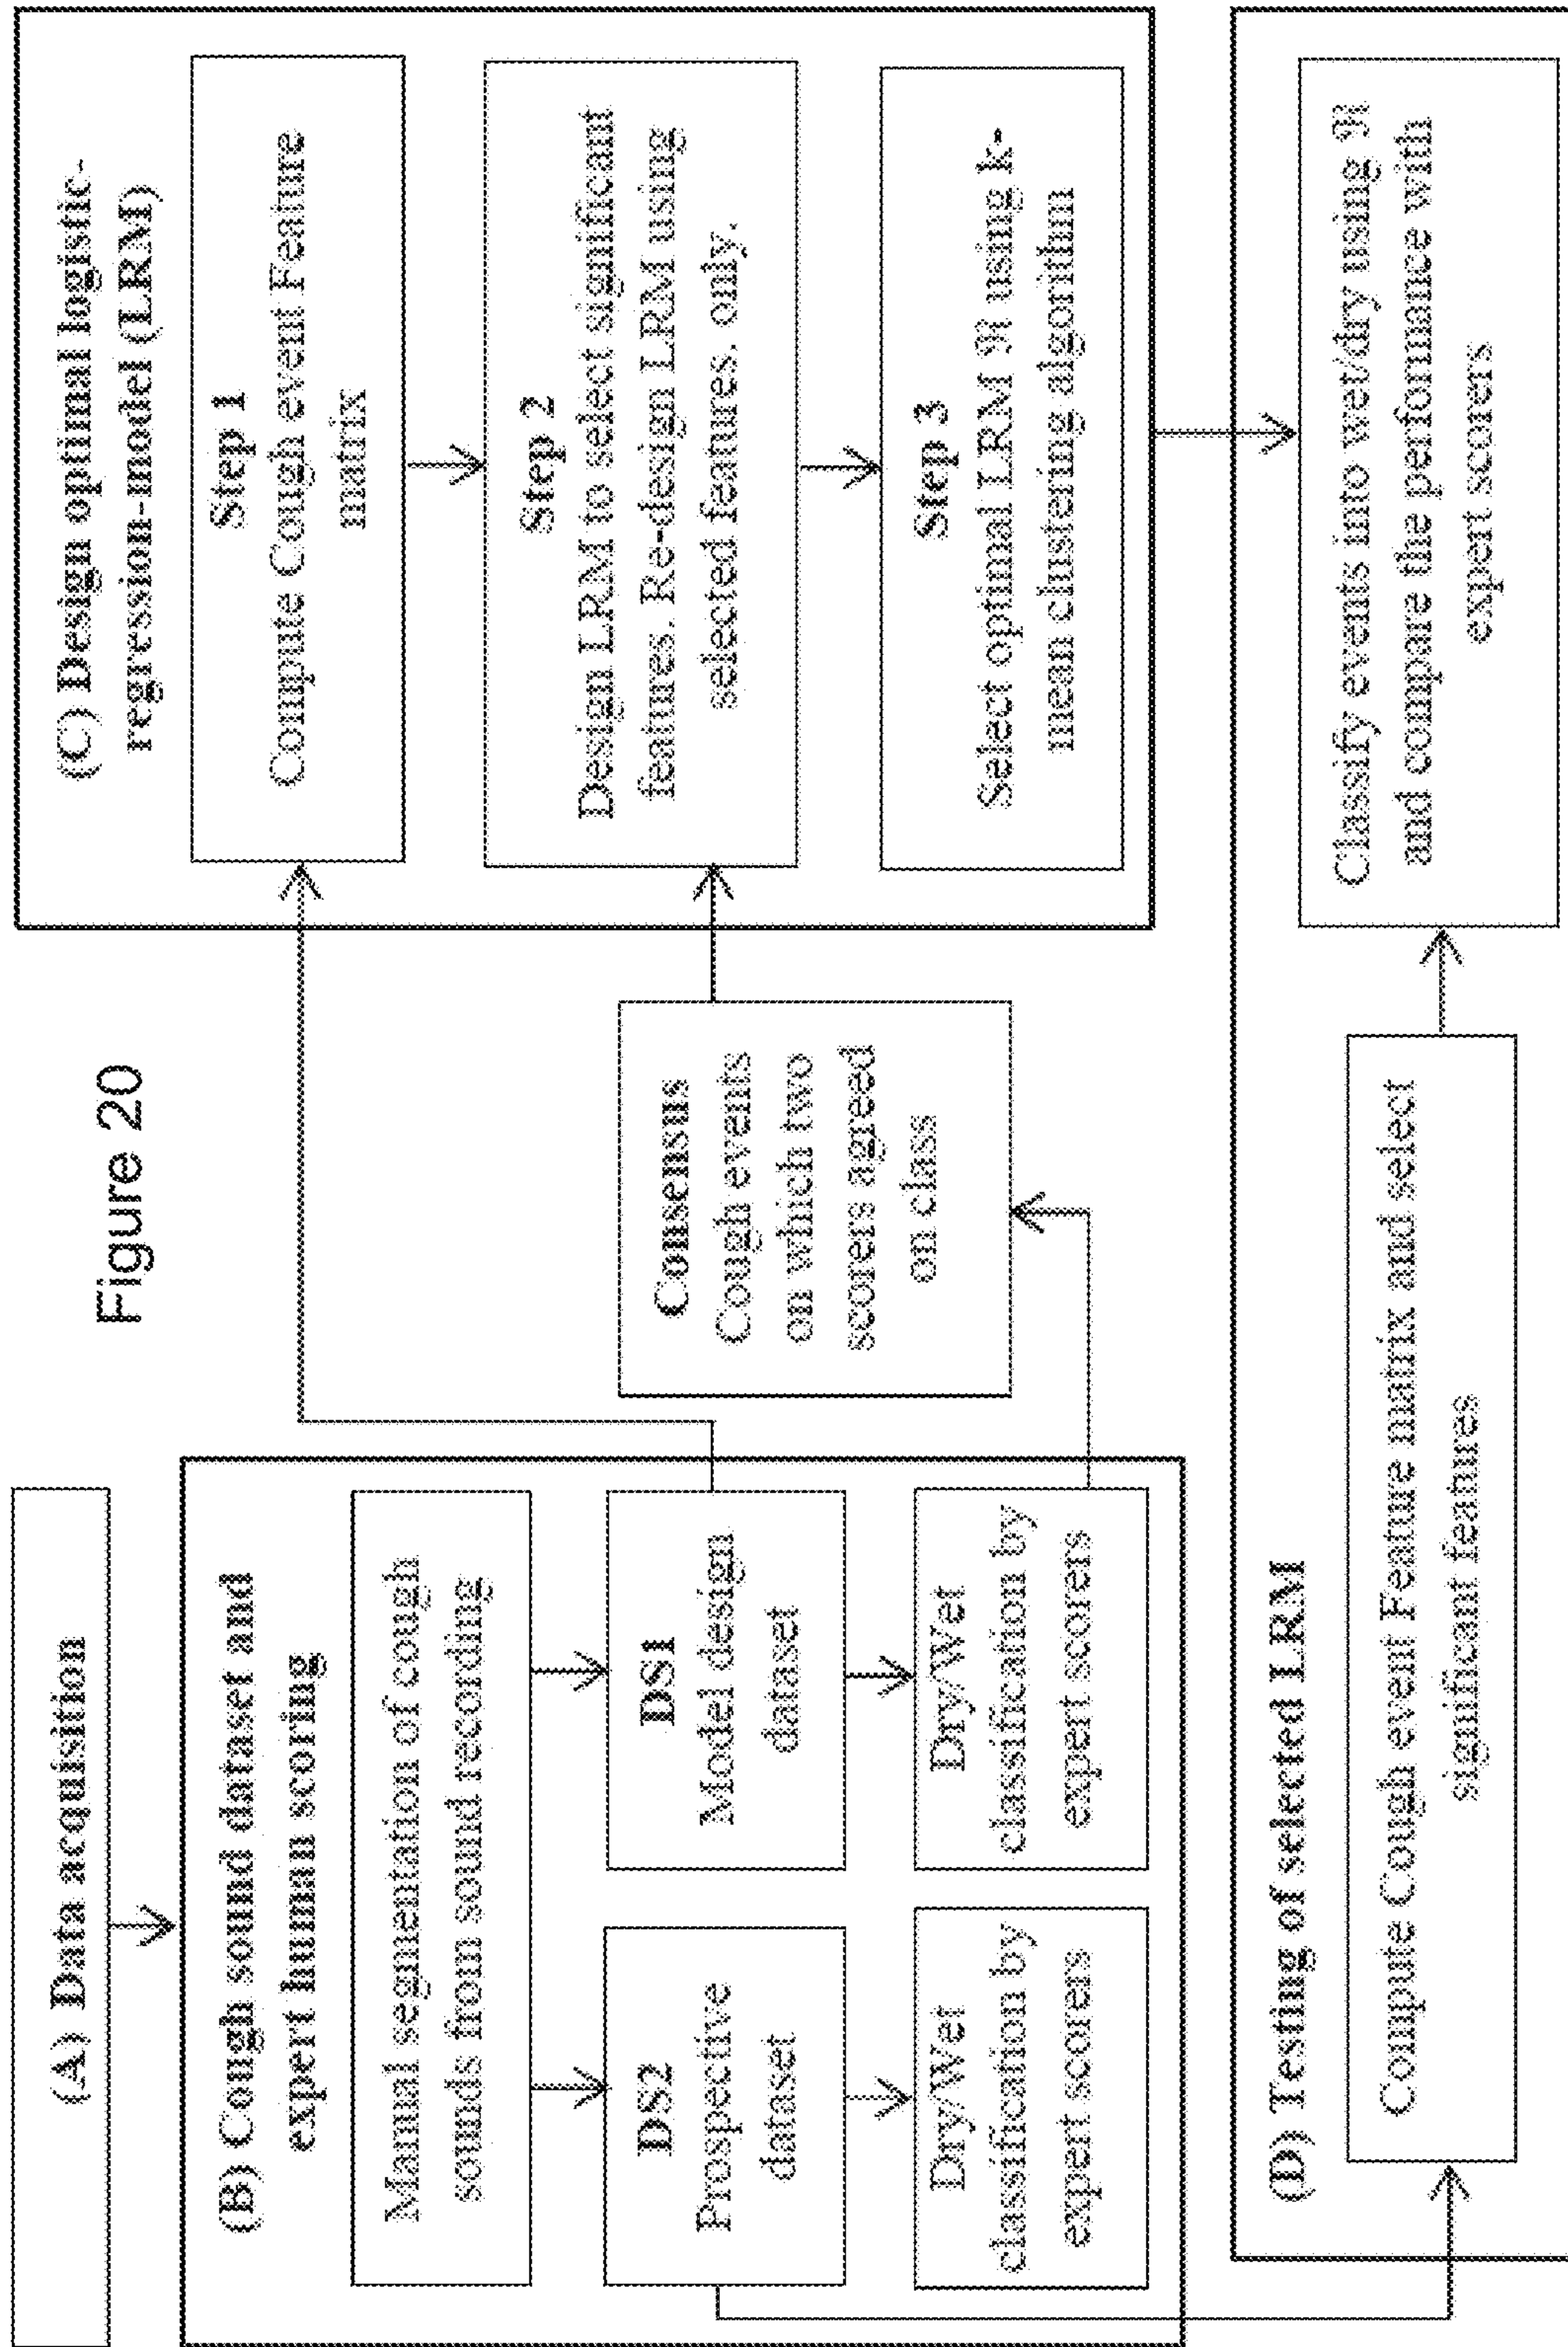 Figure 20
(A) Data acquisition
(B) Cough sound dataset and
expert human scoring
Manual segmentation of cough
sounds from sound recording
DS2
Prospective
dataset
DS1
Model design
dataset
Dry/Wet
classification by
expert scorers
Dry/Wet
classification by
expert scorers
Consensus
Cough events
on which two
scorers agreed
on class
(C) Design optimal logistic-
regression-model (LRM)
Step 1
Compute Cough event Feature
matrix
Step 2
Design LRM to select significant
features. Re-design LRM using
selected features. only.
Step 3
Select optimal LRM ℜ using k-
mean clustering algorithm
(D) Testing of selected LRM
Compute Cough event Feature matrix and select
significant features
Classify events into wet/dry using ℜ
and compare the performance with
expert scorers